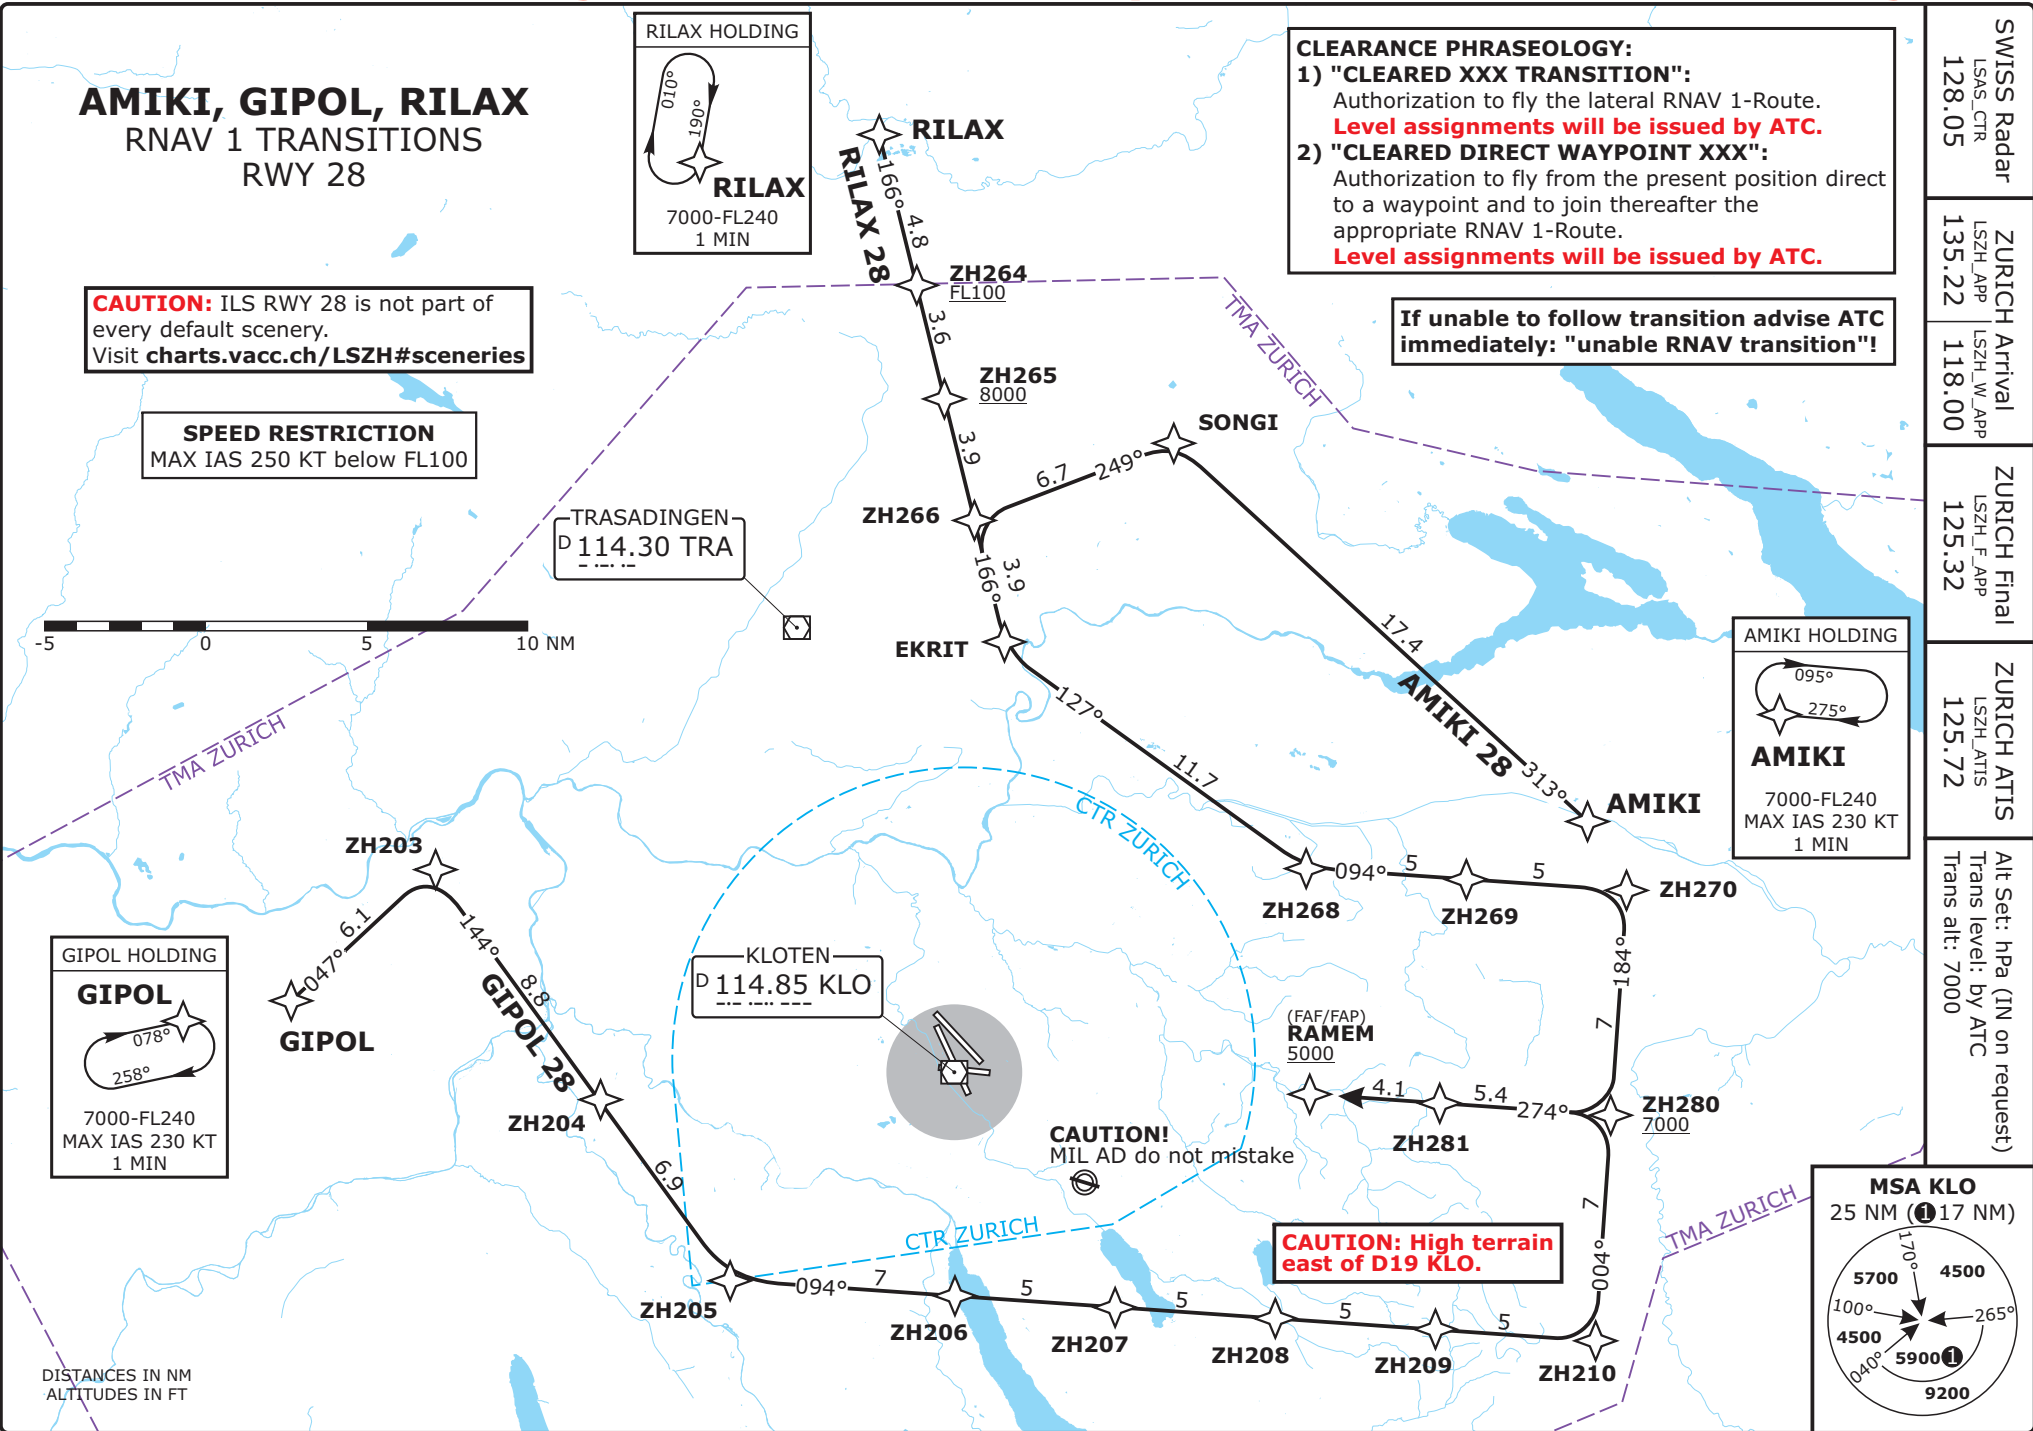 AMIKI, GIPOL, RILAX
RNAV 1 TRANSITIONS
RWY 28
CAUTION: ILS RWY 28 is not part of
every default scenery.
Visit charts.vacc.ch/LSZH#sceneries
SPEED RESTRICTION
MAX IAS 250 KT below FL100
RILAX HOLDING
010°
190°
RILAX
7000-FL240
1 MIN
CLEARANCE PHRASEOLOGY:
1) "CLEARED XXX TRANSITION":
Authorization to fly the lateral RNAV 1-Route.
Level assignments will be issued by ATC.
2) "CLEARED DIRECT WAYPOINT XXX":
Authorization to fly from the present position direct
to a waypoint and to join thereafter the
appropriate RNAV 1-Route.
Level assignments will be issued by ATC.
If unable to follow transition advise ATC
immediately: "unable RNAV transition"!
SWISS Radar
LSAS_CTR
128.05
ZURICH Arrival
LSZH_APP
135.22
LSZH_W_APP
118.00
ZURICH Final
LSZH_F_APP
125.32
ZURICH ATIS
LSZH_ATIS
125.72
Alt Set: hPa (IN on request)
Trans level: by ATC
Trans alt: 7000
RILAX
166°
4.8
RILAX 28
ZH264
FL100
3.6
ZH265
8000
3.9
ZH266
166°
3.9
EKRIT
SONGI
249°
6.7
TMA ZURICH
TRASADINGEN
D 114.30 TRA
-5
0
5
10 NM
17.4
AMIKI 28
313°
AMIKI
AMIKI HOLDING
095°
275°
AMIKI
7000-FL240
MAX IAS 230 KT
1 MIN
127°
11.7
TMA ZURICH
CTR ZURICH
ZH203
6.1
047°
GIPOL
144°
8.8
GIPOL 28
ZH204
6.9
GIPOL HOLDING
GIPOL
078°
258°
7000-FL240
MAX IAS 230 KT
1 MIN
KLOTEN
D 114.85 KLO
ZH268
094°
5
ZH269
5
ZH270
184°
7
(FAF/FAP)
RAMEM
5000
4.1
ZH281
5.4
274°
ZH280
7000
CAUTION!
MIL AD do not mistake
7
004°
CTR ZURICH
CAUTION: High terrain
east of D19 KLO.
TMA ZURICH
ZH205
094°
7
ZH206
5
ZH207
5
ZH208
5
ZH209
5
ZH210
MSA KLO
25 NM (1 17 NM)
170°
5700
4500
100°
265°
4500
040°
5900 1
9200
DISTANCES IN NM
ALTITUDES IN FT